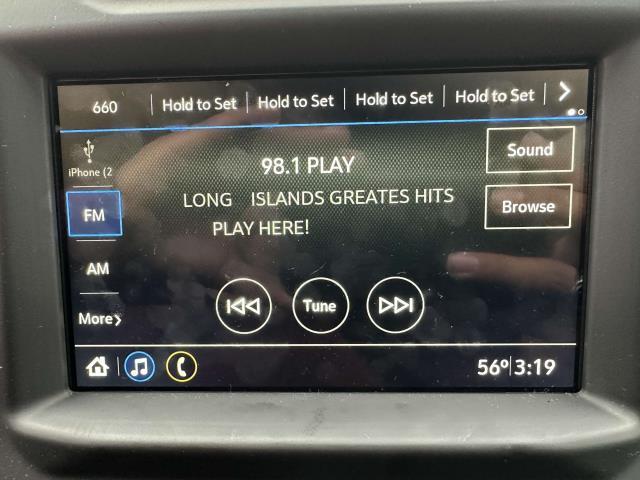 660 Hold to Set Hold to Set Hold to Set Hold to Set
iPhone (2
98.1 PLAY
Sound
LONG ISLANDS GREATES HITS
PLAY HERE!
Browse
FM
AM
Tune
More
56° 3:19